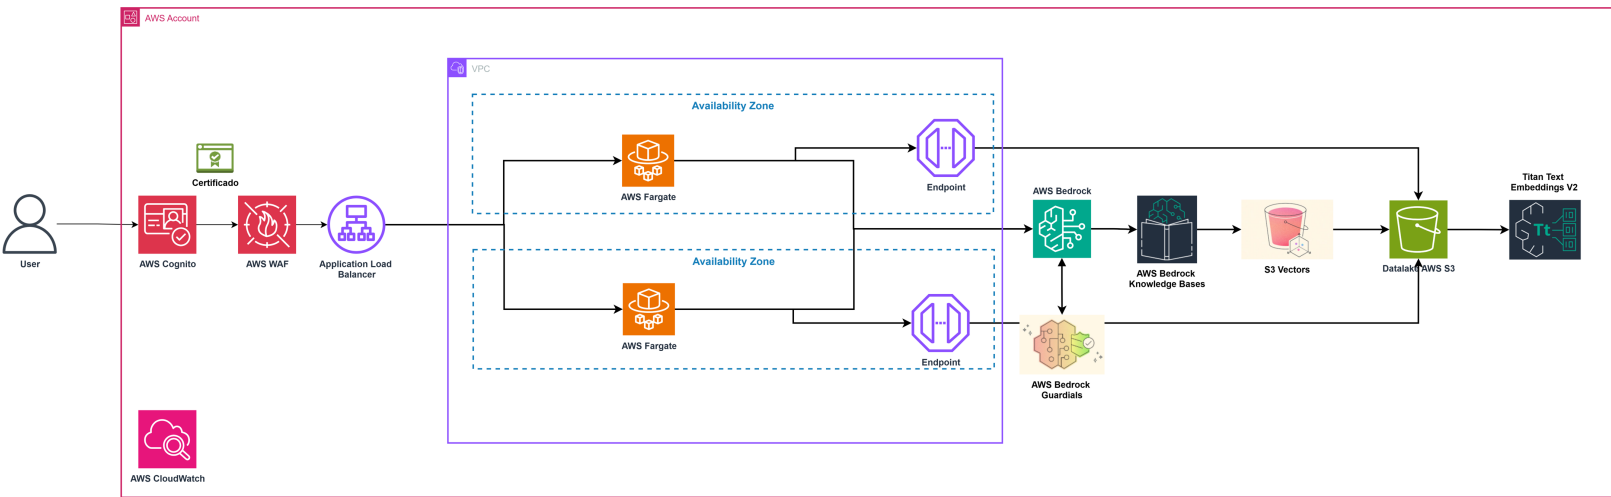 AWS Account
VPC
Availability Zone
AWS Fargate
Endpoint
Certificado
User
AWS Cognito
AWS WAF
Application Load
Balancer
Availability Zone
AWS Fargate
Endpoint
AWS Bedrock
AWS Bedrock
Knowledge Bases
S3 Vectors
Datalake AWS S3
Titan Text
Embeddings V2
Tt
AWS Bedrock
Guardials
AWS CloudWatch